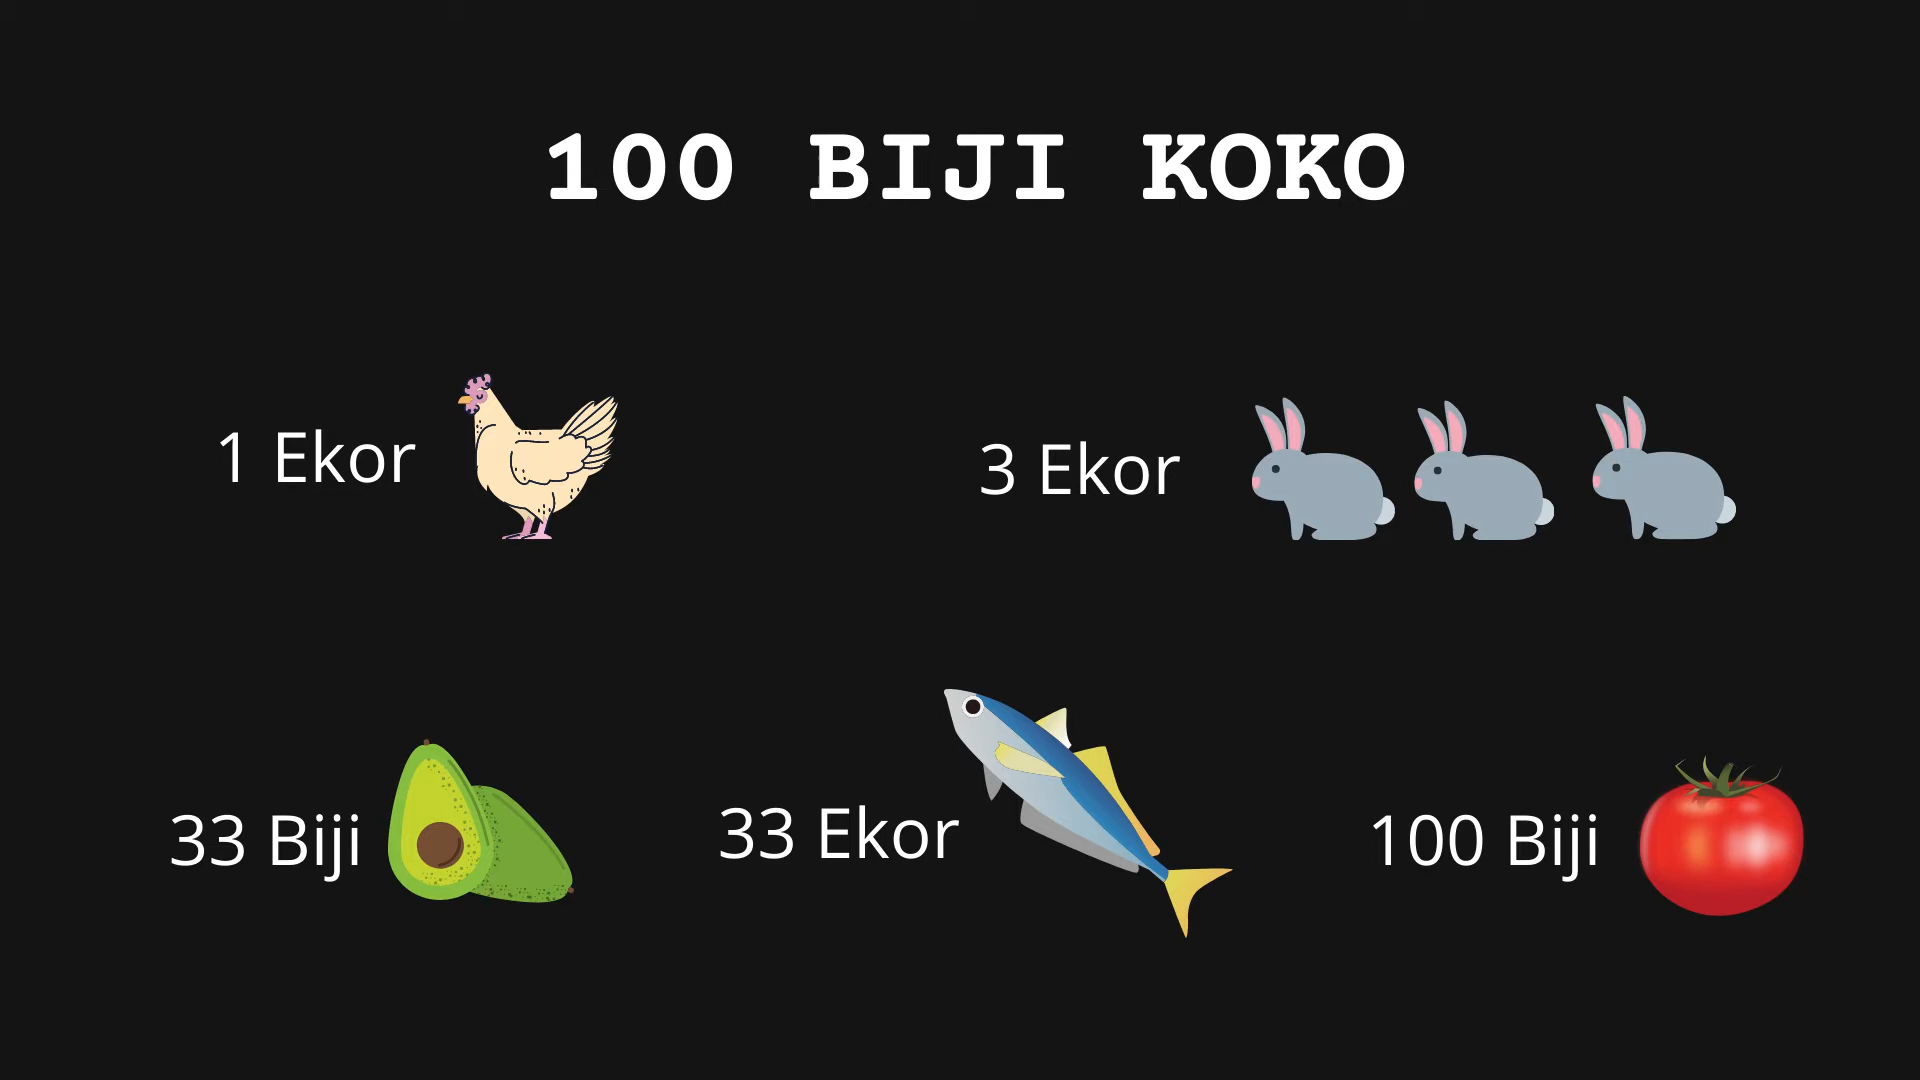 100 BIJI KOKO
1 Ekor
3 Ekor
33 Biji
33 Ekor
100 Biji